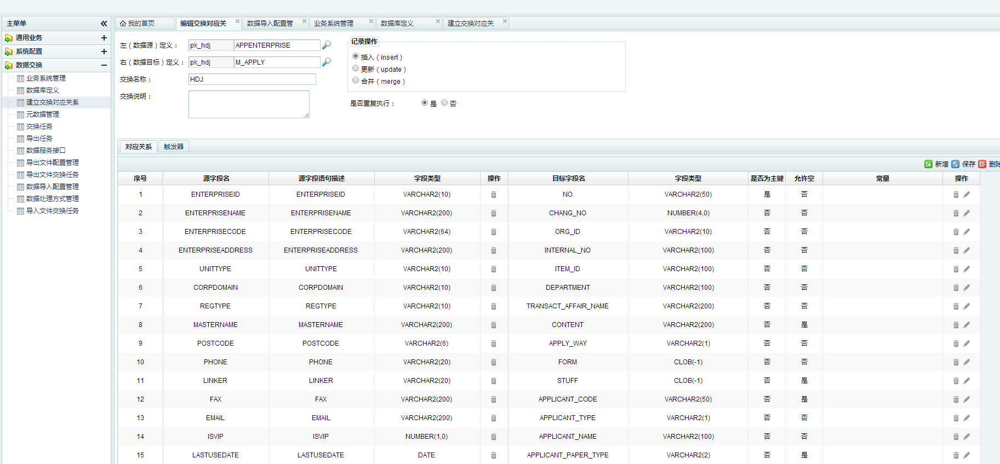 主菜单
我的首页 编辑交换对应关 数据导入配置管 业务系统管理 数据库定义 建立交换对应关
通用业务
系统配置
数据交换
业务系统管理
数据库定义
建立交换对应关系
元数据管理
交换任务
导出任务
数据服务接口
导出文件配置管理
导出文件交换任务
数据导入配置管理
数据处理方式管理
导入文件交换任务
左（数据源）定义： pk_hdj APPENTERPRISE
右（数据目标）定义： pk_hdj M_APPLY
交换名称： HDJ
交换说明：
记录操作
插入（insert）
更新（update）
合并（merge）
是否重复执行： 是 否
对应关系 触发器
新增 保存 删除
序号 源字段名 源字段语句描述 字段类型 操作 目标字段名 字段类型 是否为主键 允许空 常量 操作
1 ENTERPRISEID ENTERPRISEID VARCHAR2(10) NO VARCHAR2(50) 是 否
2 ENTERPRISENAME ENTERPRISENAME VARCHAR2(200) CHANG_NO NUMBER(4,0) 否 否
3 ENTERPRISECODE ENTERPRISECODE VARCHAR2(64) ORG_ID VARCHAR2(10) 否 否
4 ENTERPRISEADDRESS ENTERPRISEADDRESS VARCHAR2(200) INTERNAL_NO VARCHAR2(100) 否 否
5 UNITTYPE UNITTYPE VARCHAR2(10) ITEM_ID VARCHAR2(100) 否 否
6 CORPDOMAIN CORPDOMAIN VARCHAR2(10) DEPARTMENT VARCHAR2(100) 否 否
7 REGTYPE REGTYPE VARCHAR2(10) TRANSACT_AFFAIR_NAME VARCHAR2(200) 否 否
8 MASTERNAME MASTERNAME VARCHAR2(200) CONTENT VARCHAR2(200) 否 是
9 POSTCODE POSTCODE VARCHAR2(6) APPLY_WAY VARCHAR2(1) 否 否
10 PHONE PHONE VARCHAR2(20) FORM CLOB(-1) 否 否
11 LINKER LINKER VARCHAR2(20) STUFF CLOB(-1) 否 是
12 FAX FAX VARCHAR2(200) APPLICANT_CODE VARCHAR2(50) 否 是
13 EMAIL EMAIL VARCHAR2(200) APPLICANT_TYPE VARCHAR2(1) 否 否
14 ISVIP ISVIP NUMBER(1,0) APPLICANT_NAME VARCHAR2(100) 否 否
15 LASTUSEDATE LASTUSEDATE DATE APPLICANT_PAPER_TYPE VARCHAR2(2) 否 是